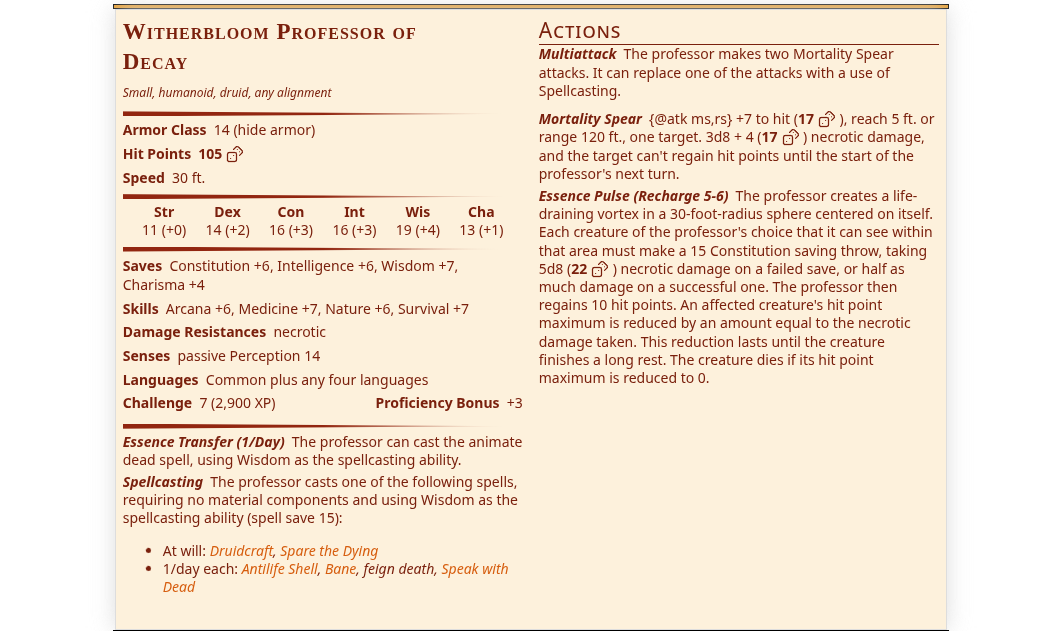 Witherbloom Professor of
Decay
Small, humanoid, druid, any alignment
Armor Class 14 (hide armor)
Hit Points 105
Speed 30 ft.
Str Dex Con Int Wis Cha
11 (+0) 14 (+2) 16 (+3) 16 (+3) 19 (+4) 13 (+1)
Saves Constitution +6, Intelligence +6, Wisdom +7,
Charisma +4
Skills Arcana +6, Medicine +7, Nature +6, Survival +7
Damage Resistances necrotic
Senses passive Perception 14
Languages Common plus any four languages
Challenge 7 (2,900 XP) Proficiency Bonus +3
Essence Transfer (1/Day) The professor can cast the animate
dead spell, using Wisdom as the spellcasting ability.
Spellcasting The professor casts one of the following spells,
requiring no material components and using Wisdom as the
spellcasting ability (spell save 15):
• At will: Druidcraft, Spare the Dying
• 1/day each: Antilife Shell, Bane, feign death, Speak with
Dead
Actions
Multiattack The professor makes two Mortality Spear
attacks. It can replace one of the attacks with a use of
Spellcasting.
Mortality Spear {@atk ms,rs} +7 to hit (17 ), reach 5 ft. or
range 120 ft., one target. 3d8 + 4 (17 ) necrotic damage,
and the target can't regain hit points until the start of the
professor's next turn.
Essence Pulse (Recharge 5-6) The professor creates a life-
draining vortex in a 30-foot-radius sphere centered on itself.
Each creature of the professor's choice that it can see within
that area must make a 15 Constitution saving throw, taking
5d8 (22 ) necrotic damage on a failed save, or half as
much damage on a successful one. The professor then
regains 10 hit points. An affected creature's hit point
maximum is reduced by an amount equal to the necrotic
damage taken. This reduction lasts until the creature
finishes a long rest. The creature dies if its hit point
maximum is reduced to 0.